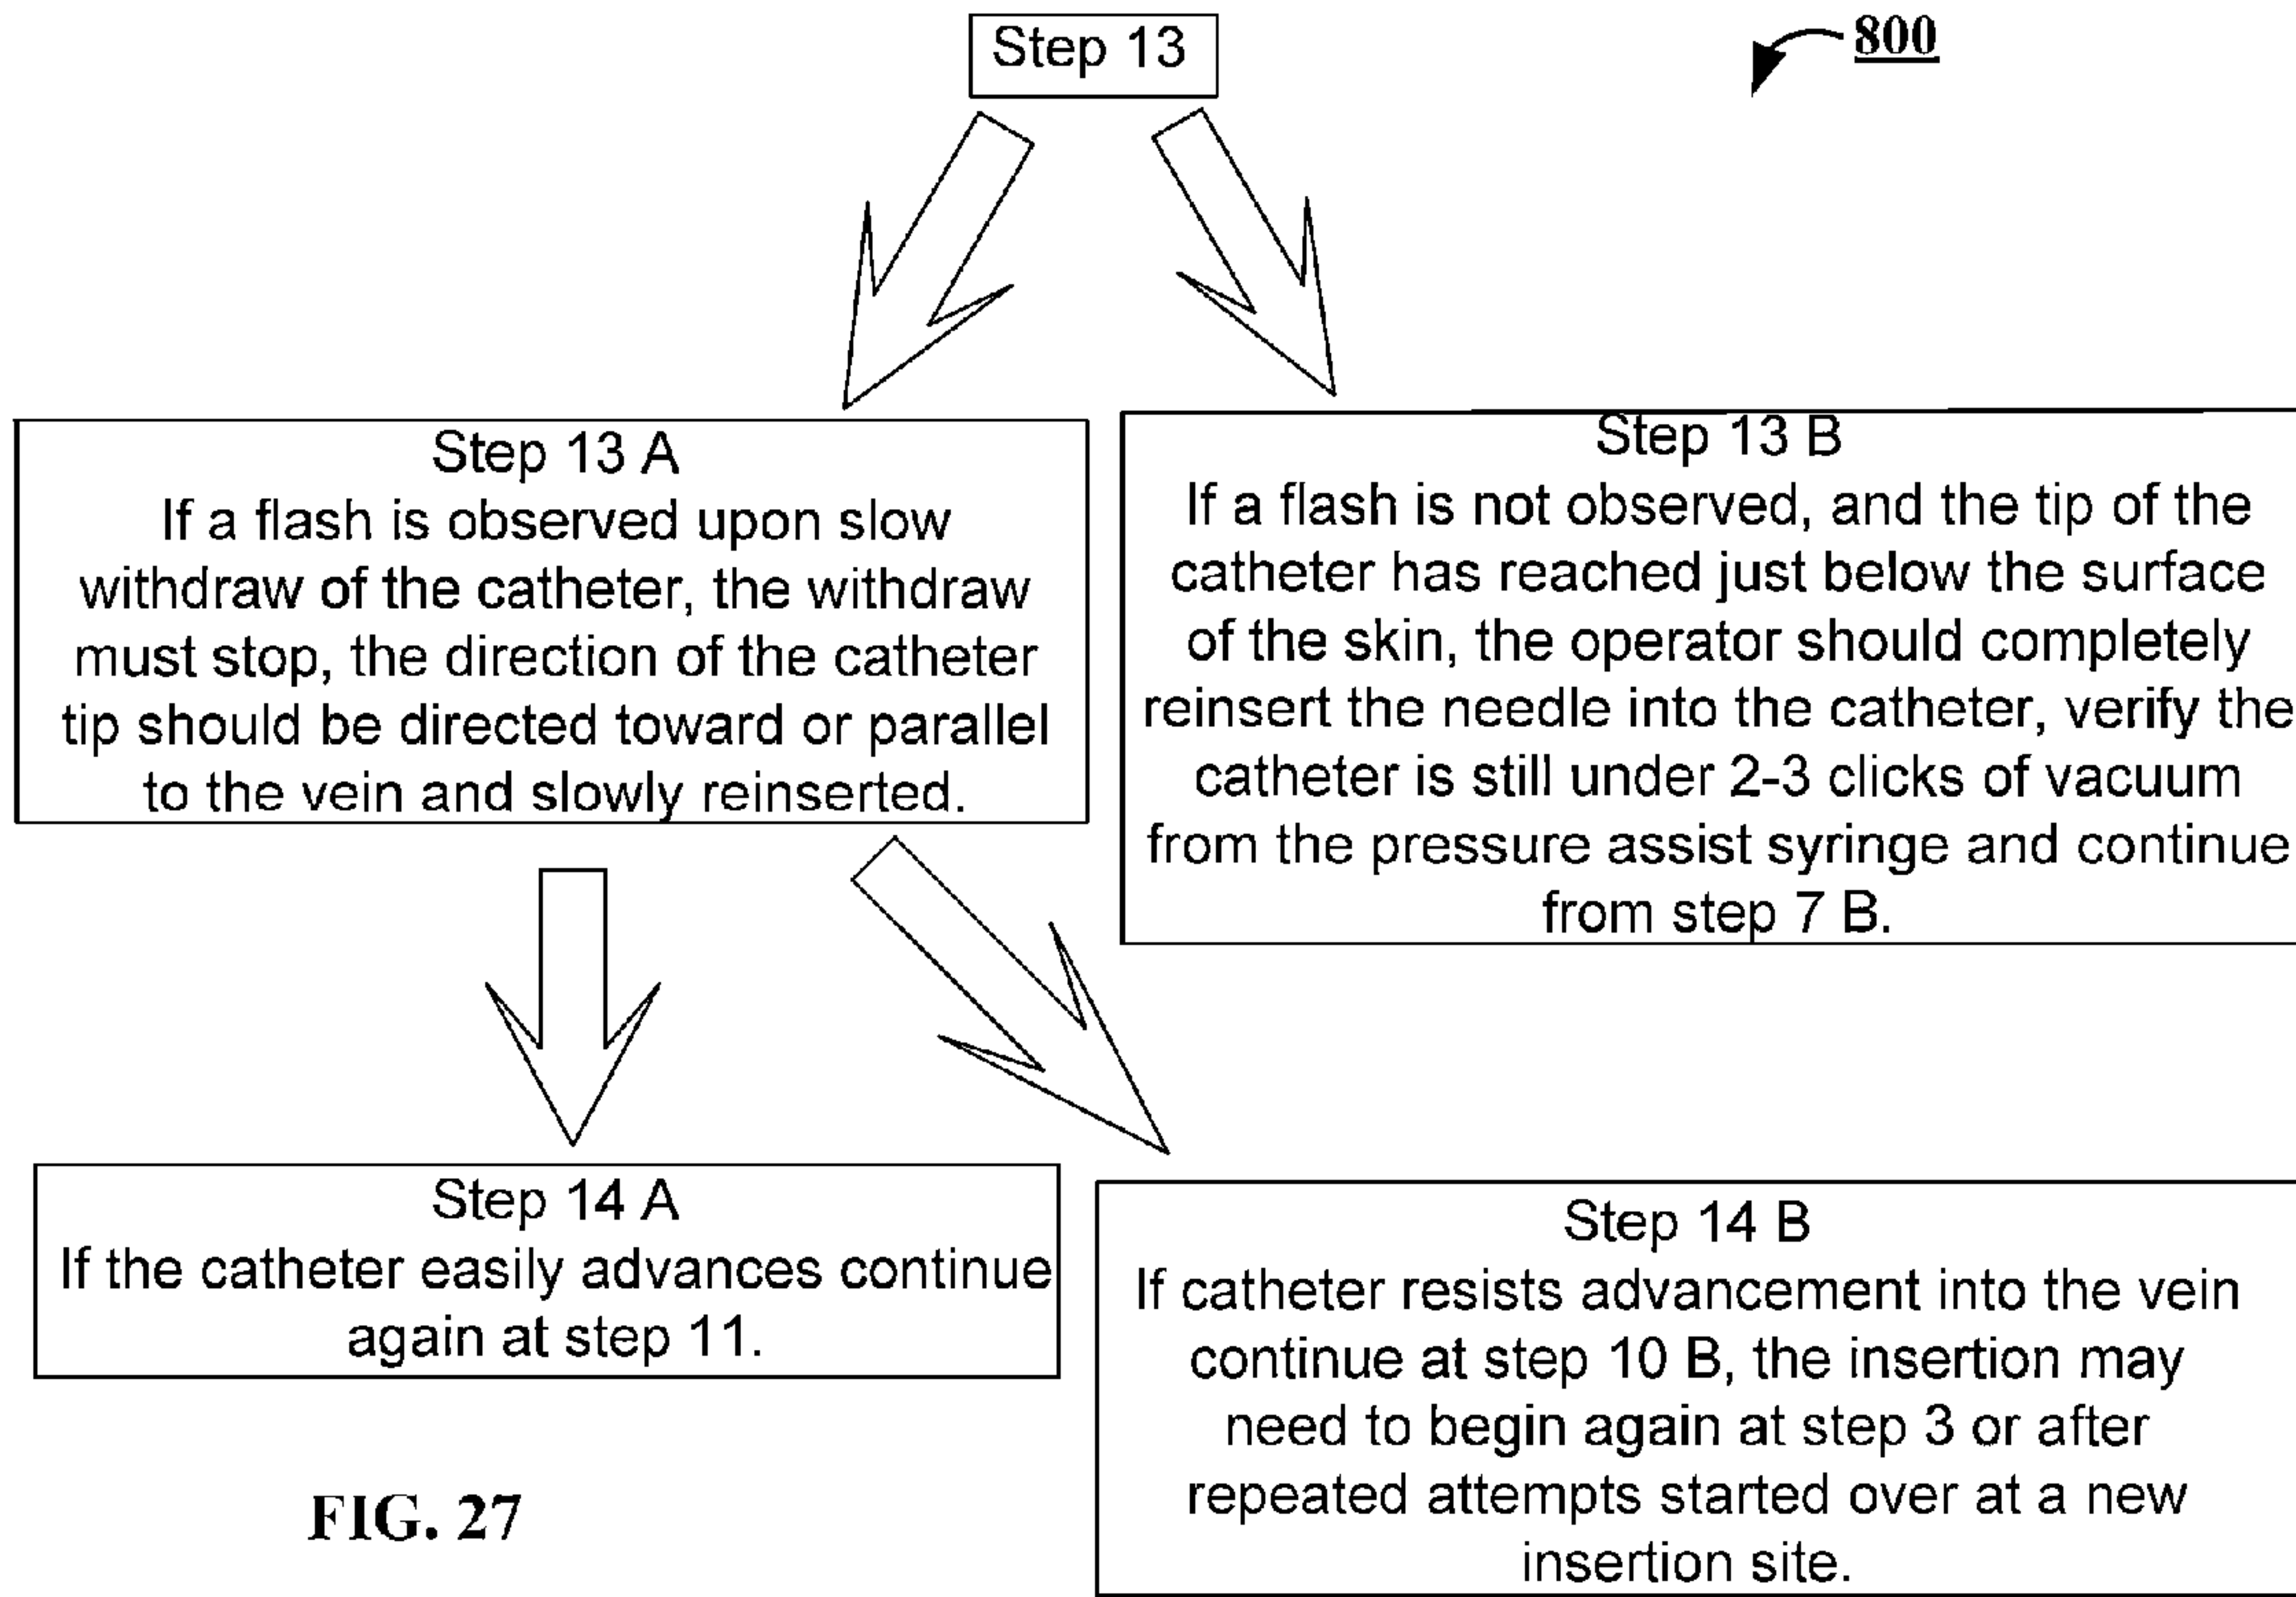 Step 13
800
Step 13 A
If a flash is observed upon slow
withdraw of the catheter, the withdraw
must stop, the direction of the catheter
tip should be directed toward or parallel
to the vein and slowly reinserted.
Step 13 B
If a flash is not observed, and the tip of the
catheter has reached just below the surface
of the skin, the operator should completely
reinsert the needle into the catheter, verify the
catheter is still under 2-3 clicks of vacuum
from the pressure assist syringe and continue
from step 7 B.
Step 14 A
If the catheter easily advances continue
again at step 11.
Step 14 B
If catheter resists advancement into the vein
continue at step 10 B, the insertion may
need to begin again at step 3 or after
repeated attempts started over at a new
insertion site.
FIG. 27